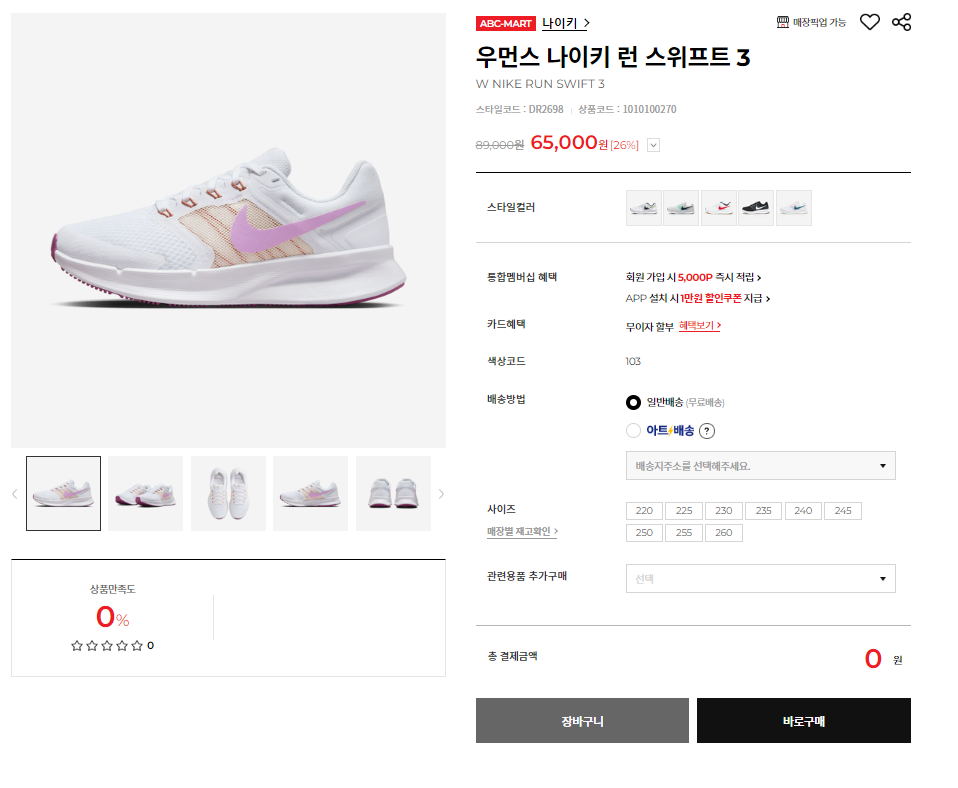 ABC-MART 나이키 >
매장픽업 가능
우먼스 나이키 런 스위프트 3
W NIKE RUN SWIFT 3
스타일코드 : DR2698 | 상품코드 : 1010100270
89,000원 65,000원 [26%]
스타일컬러
통합멤버십 혜택
회원 가입 시 5,000P 즉시 적립 >
APP 설치 시 1만원 할인쿠폰 지급 >
카드혜택
무이자 할부 혜택보기 >
색상코드
103
배송방법
일반배송 (무료배송)
아트배송 ?
배송지주소를 선택해주세요.
사이즈
매장별 재고확인 >
220 225 230 235 240 245
250 255 260
관련용품 추가구매
선택
총 결제금액
0 원
장바구니
바로구매
상품만족도
0%
0